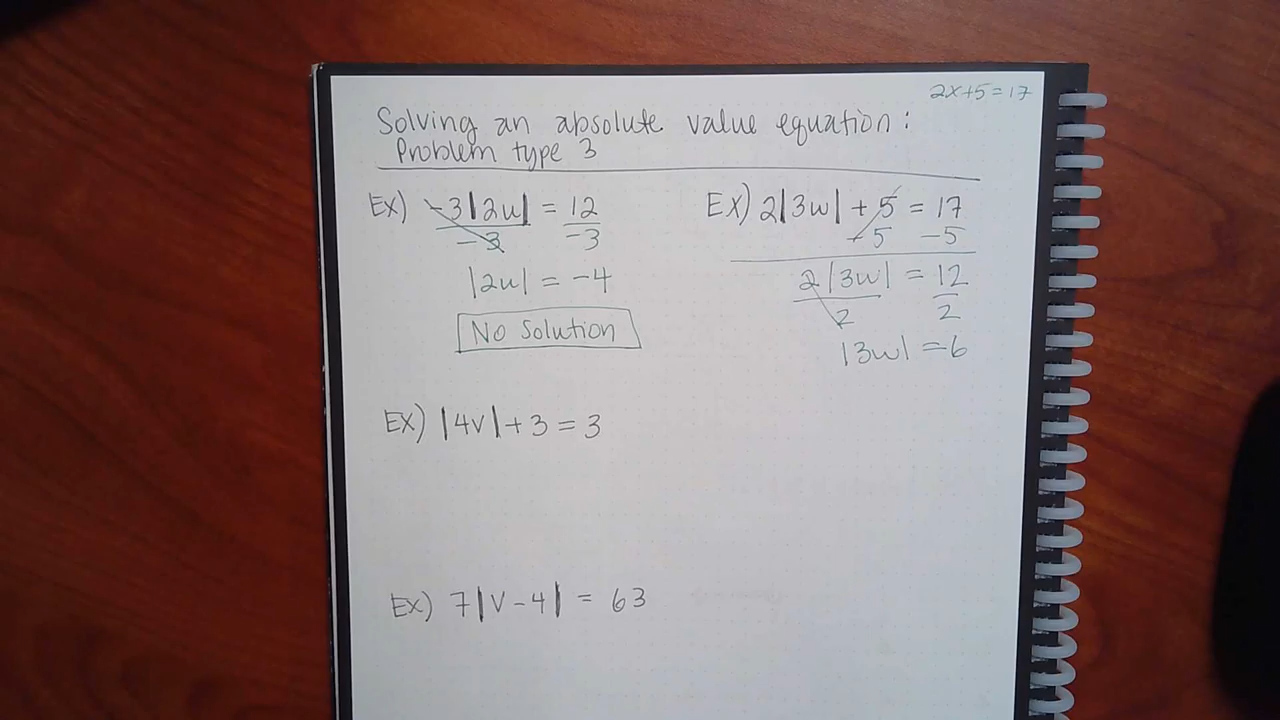 2x+5=17
Solving an absolute value equation:
Problem type 3
Ex) -3|2u| = 12
-3 -3
|2u| = -4
No Solution
Ex) 2|3w| + 5 = 17
-5 -5
2|3w| = 12
2 2
|3w| = 6
Ex) |4v| + 3 = 3
Ex) 7|v-4| = 63